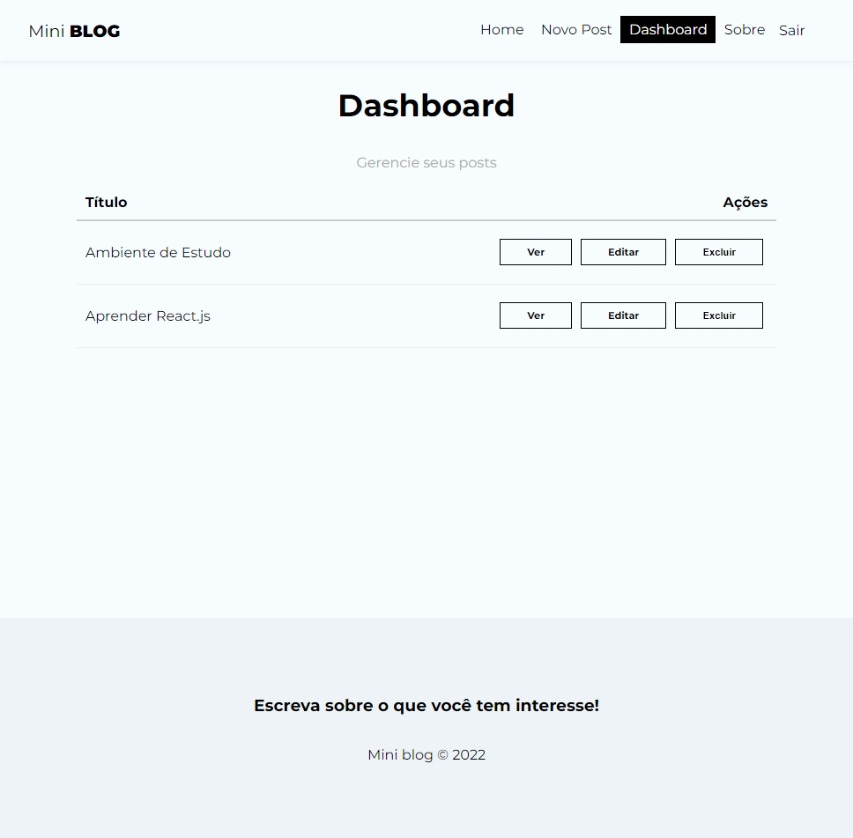 Mini BLOG Home Novo Post Dashboard Sobre Sair
Dashboard
Gerencie seus posts
Título Ações
Ambiente de Estudo Ver Editar Excluir
Aprender React.js Ver Editar Excluir
Escreva sobre o que você tem interesse!
Mini blog © 2022